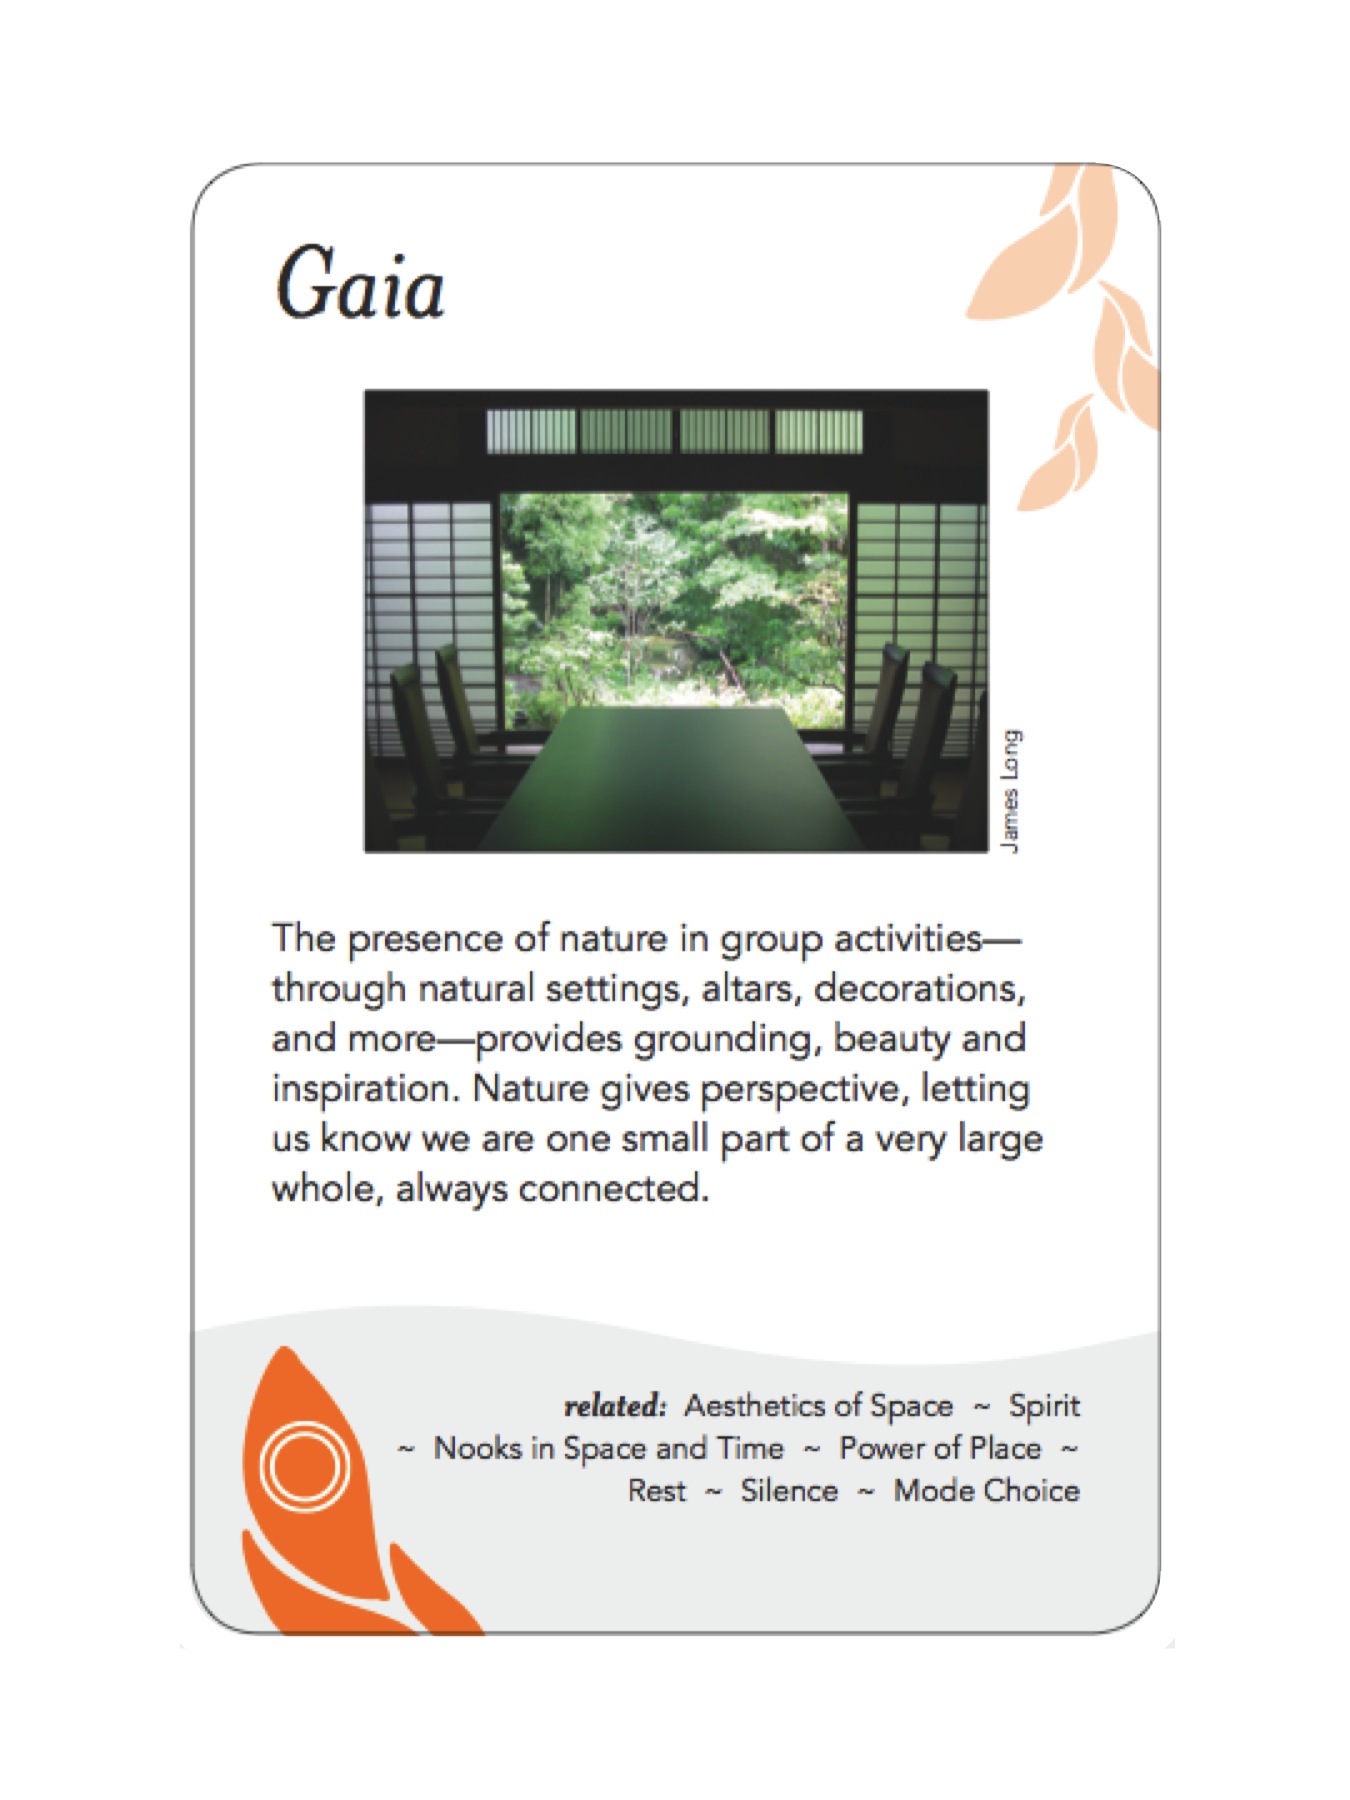 Gaia
James Long
The presence of nature in group activities—
through natural settings, altars, decorations,
and more—provides grounding, beauty and
inspiration. Nature gives perspective, letting
us know we are one small part of a very large
whole, always connected.
related: Aesthetics of Space ~ Spirit
~ Nooks in Space and Time ~ Power of Place ~
Rest ~ Silence ~ Mode Choice